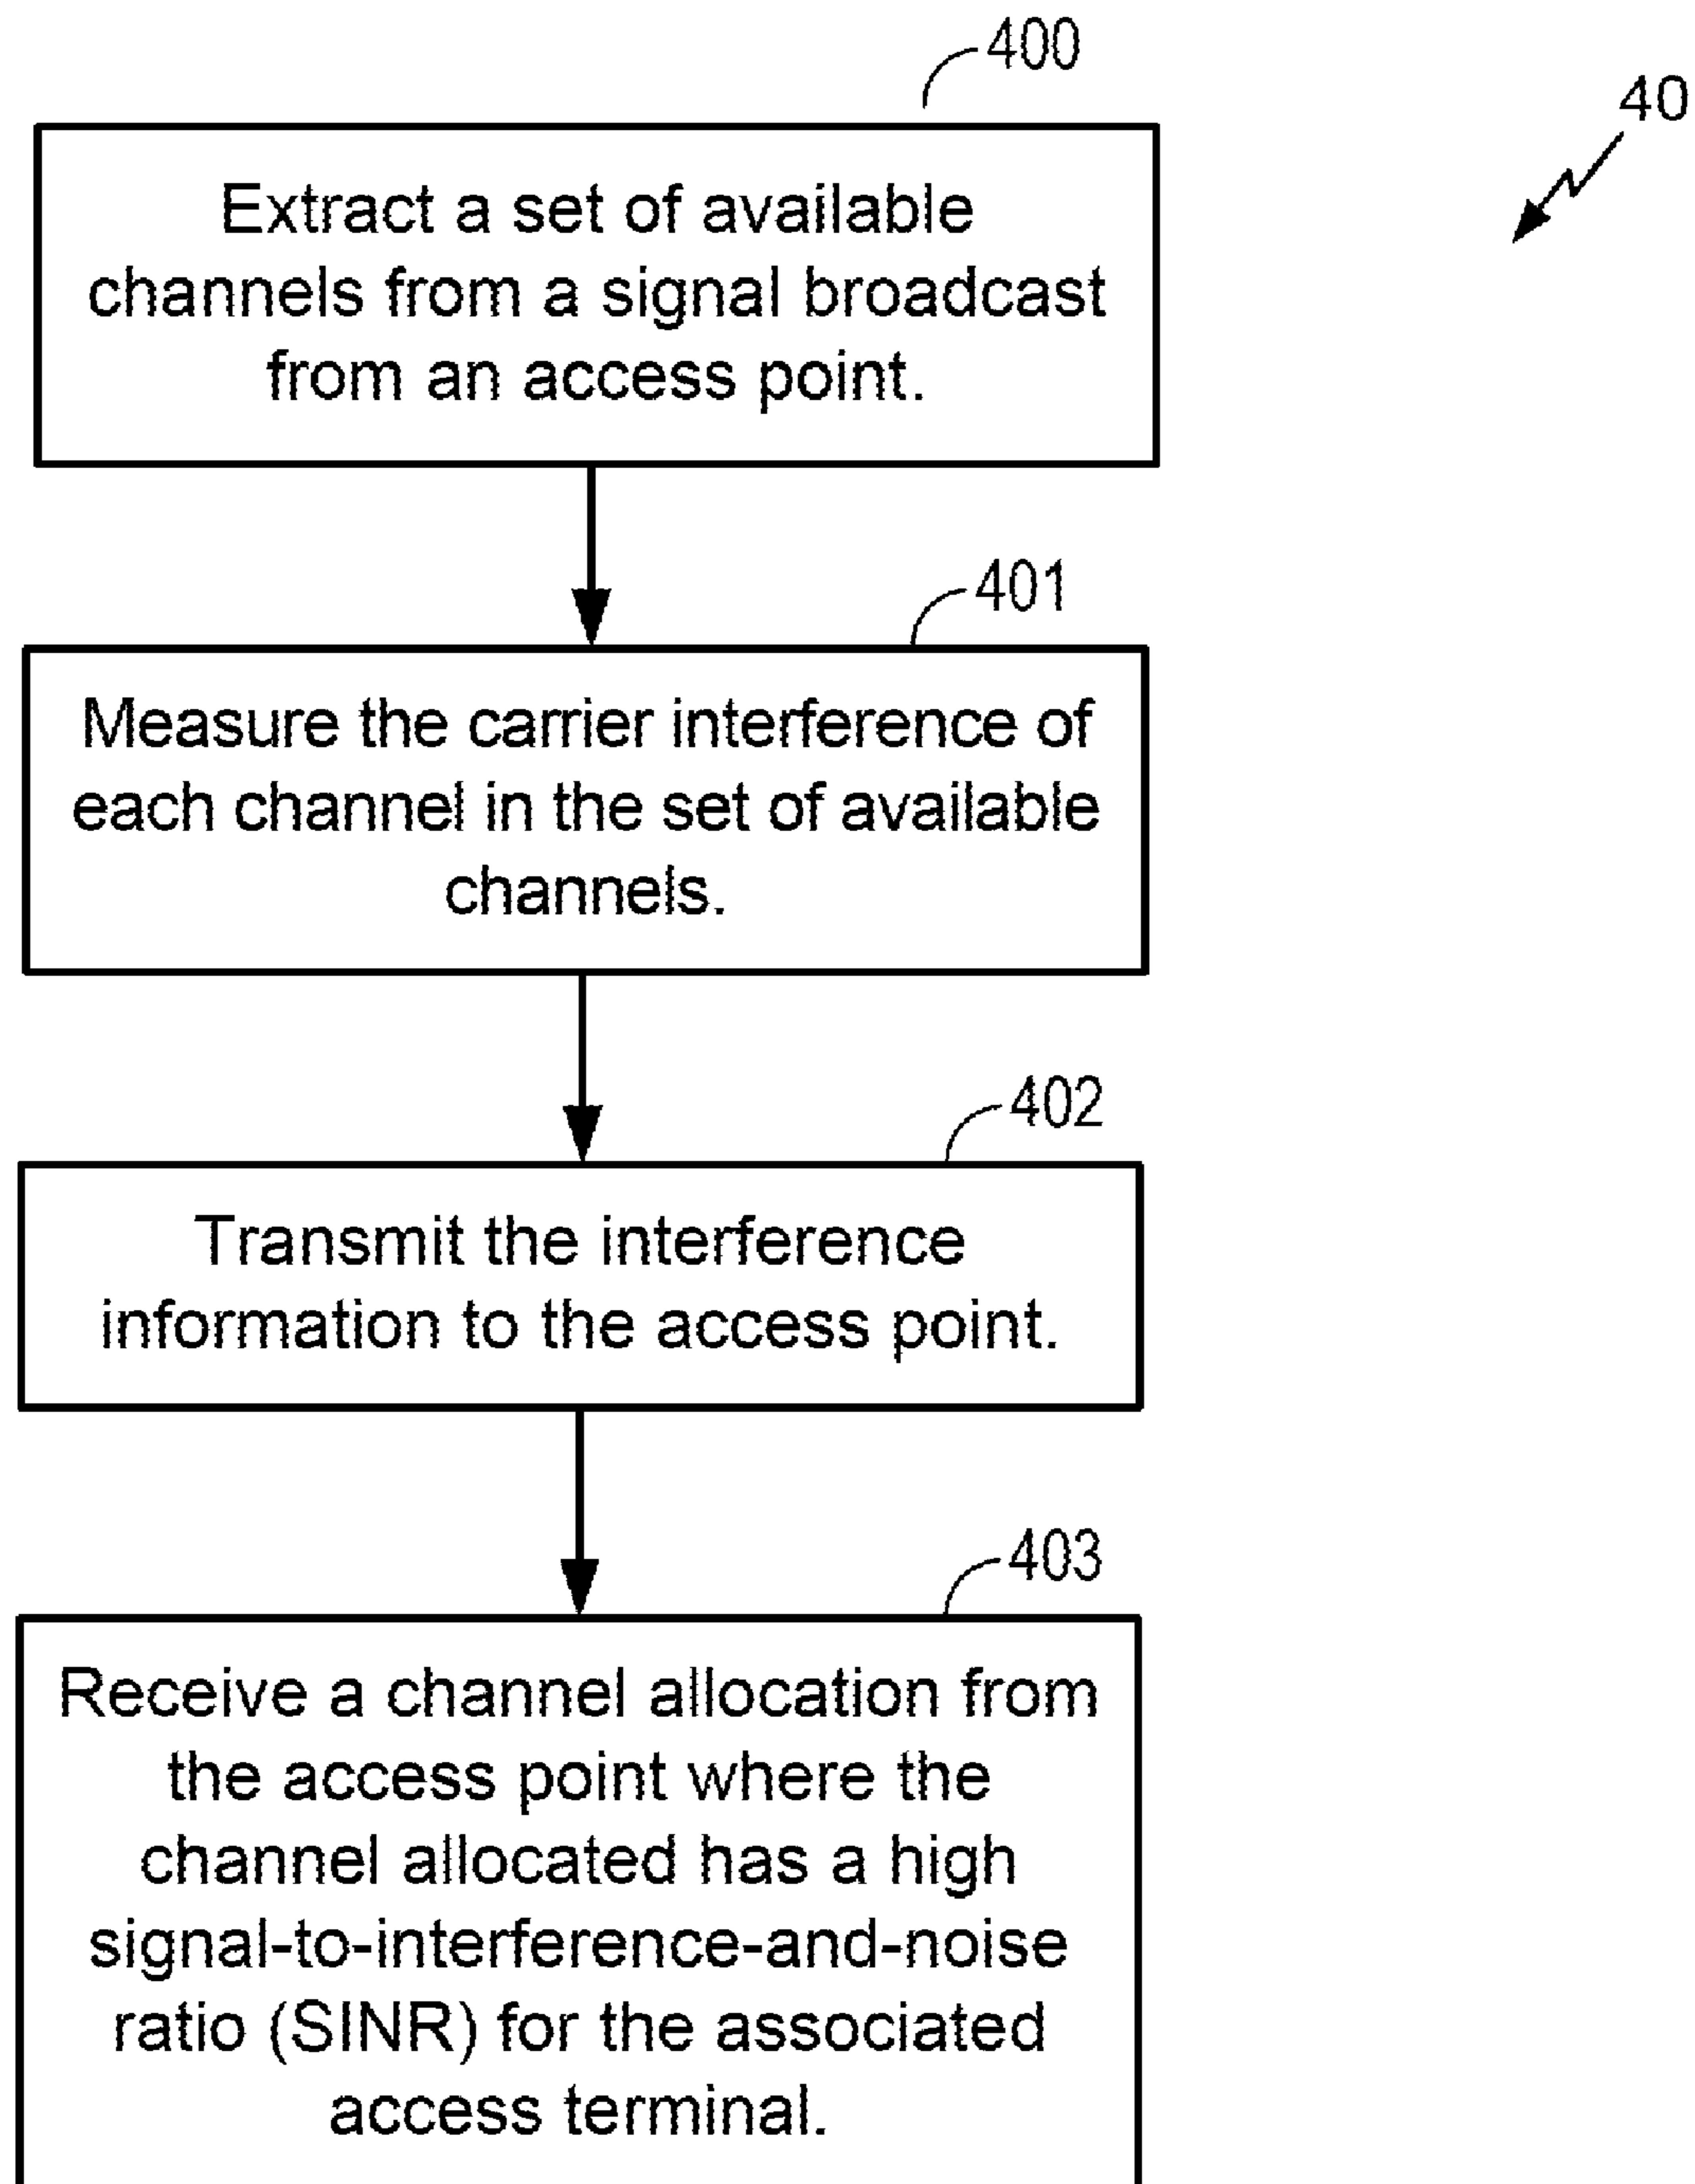 400
40
Extract a set of available
channels from a signal broadcast
from an access point.
401
Measure the carrier interference of
each channel in the set of available
channels.
402
Transmit the interference
information to the access point.
403
Receive a channel allocation from
the access point where the
channel allocated has a high
signal-to-interference-and-noise
ratio (SINR) for the associated
access terminal.